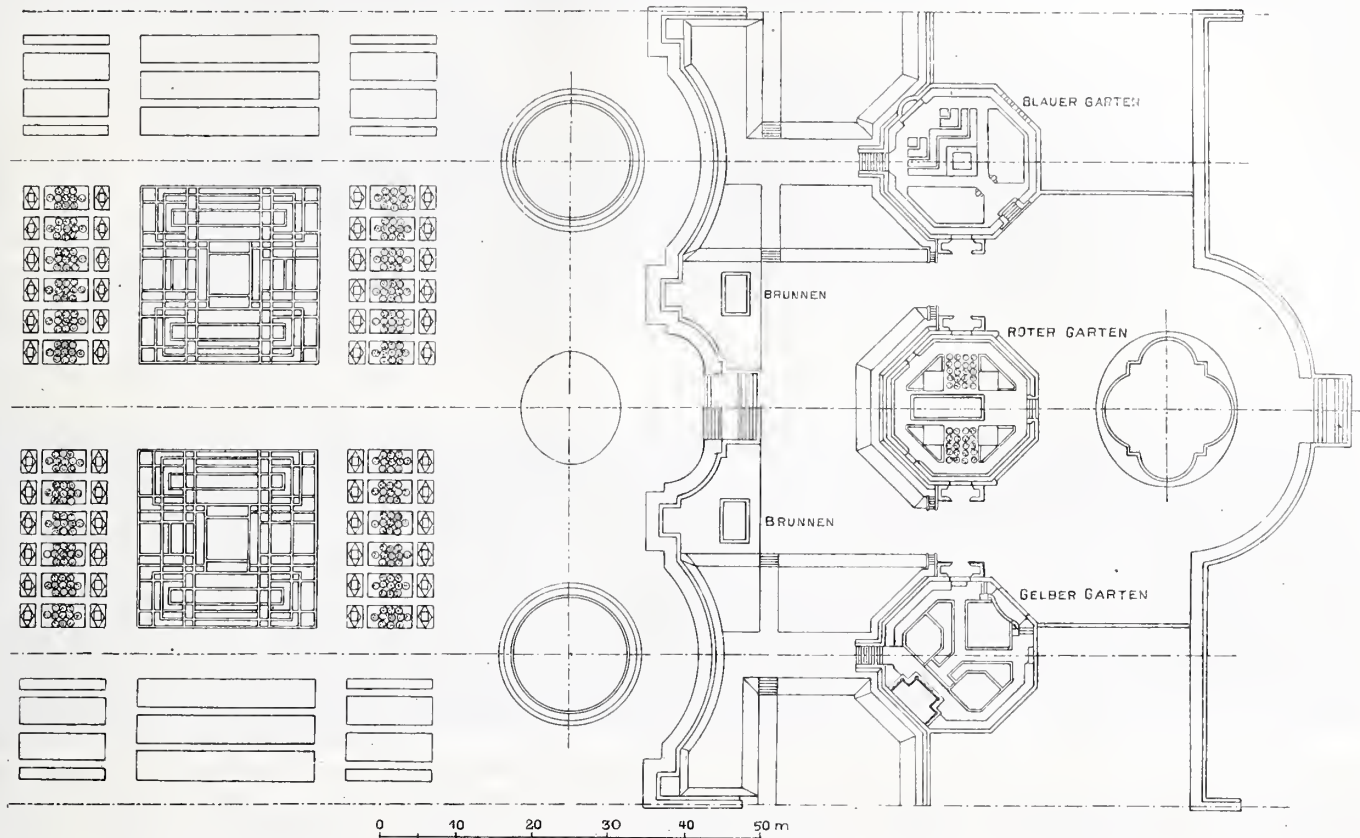 BLAUER GARTEN
BRUNNEN
ROTER GARTEN
BRUNNEN
GELBER GARTEN
0 10 20 30 40 50 m